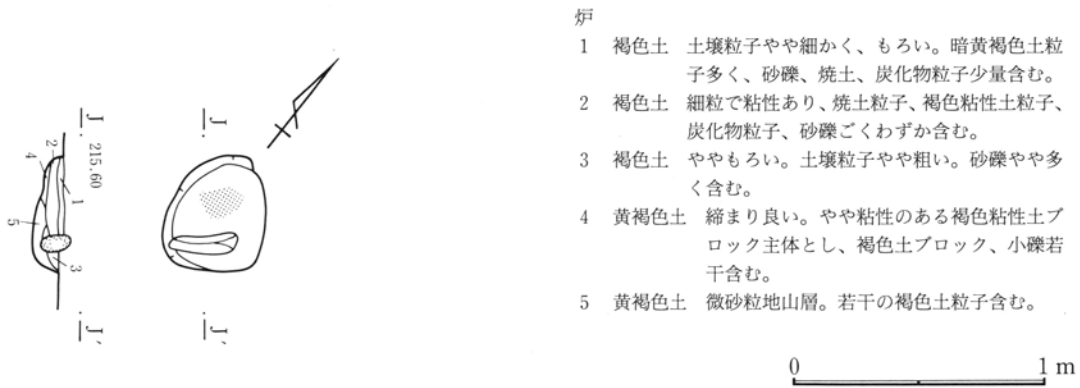 炉
1　褐色土　土壌粒子やや細かく、もろい。暗黄褐色土粒
子多く、砂礫、焼土、炭化物粒子少量含む。
2　褐色土　細粒で粘性あり、焼土粒子、褐色粘性土粒子、
炭化物粒子、砂礫ごくわずか含む。
3　褐色土　ややもろい。土壌粒子やや粗い。砂礫やや多
く含む。
4　黄褐色土　締まり良い。やや粘性のある褐色粘性土ブ
ロック主体とし、褐色土ブロック、小礫若
干含む。
5　黄褐色土　微砂粒地山層。若干の褐色土粒子含む。
J
215.60
J
2
4
1
5
3
J′
J′
0
1 m